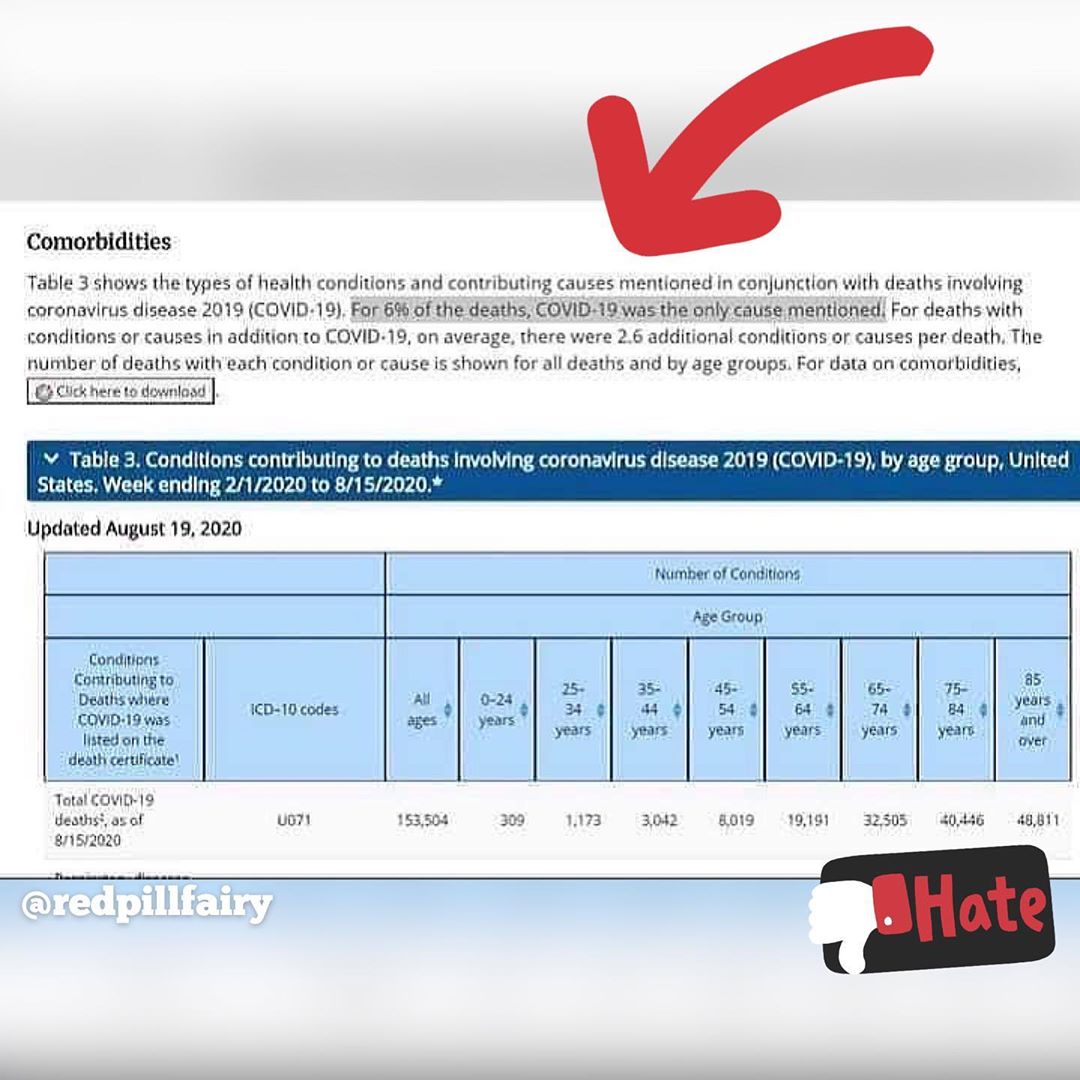 Comorbidities
Table 3 shows the types of health conditions and contributing causes mentioned in conjunction with deaths involving
coronavirus disease 2019 (COVID-19). For 6% of the deaths, COVID-19 was the only cause mentioned. For deaths with
conditions or causes in addition to COVID-19, on average, there were 2.6 additional conditions or causes per death. The
number of deaths with each condition or cause is shown for all deaths and by age groups. For data on comorbidities,
Click here to download.
Table 3. Conditions contributing to deaths involving coronavirus disease 2019 (COVID-19), by age group, United
States. Week ending 2/1/2020 to 8/15/2020.*
Updated August 19, 2020
Number of Conditions
Age Group
Conditions
Contributing to
Deaths where
COVID-19 was
listed on the
death certificate¹
ICD-10 codes
All
ages
0-24
years
25-
34
years
35-
44
years
45-
54
years
55-
64
years
65-
74
years
75-
84
years
85
years
and
over
Total COVID-19
deaths², as of
8/15/2020
U071
153,504
309
1,173
3,042
8,019
19,191
32,505
40,446
48,811
@redpillfairy
Hate